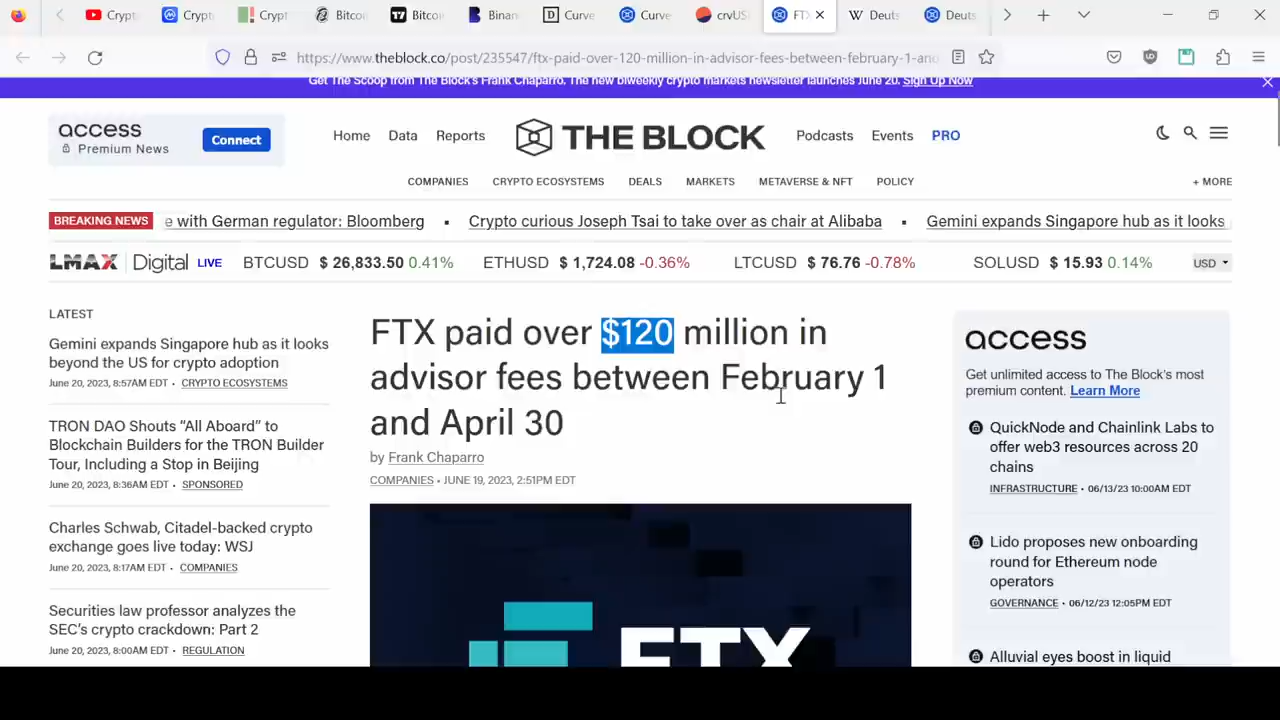 Crypt
Crypt
Crypt
Bitcoi
Bitcoi
Binan
Curve
Curve
crvUS
FT
Deuts
Deuts
https://www.theblock.co/post/235547/ftx-paid-over-120-million-in-advisor-fees-between-february-1-and
Get The Scoop from The Block's Frank Chaparro. The new biweekly crypto markets newsletter launches June 20. Sign Up Now
access
Premium News
Connect
Home Data Reports
THE BLOCK
Podcasts Events PRO
COMPANIES CRYPTO ECOSYSTEMS DEALS MARKETS METAVERSE & NFT POLICY
+ MORE
BREAKING NEWS e with German regulator: Bloomberg • Crypto curious Joseph Tsai to take over as chair at Alibaba • Gemini expands Singapore hub as it looks
LMAX Digital LIVE BTCUSD $ 26,833.50 0.41% ETHUSD $ 1,724.08 -0.36% LTCUSD $ 76.76 -0.78% SOLUSD $ 15.93 0.14% USD
LATEST
Gemini expands Singapore hub as it looks
beyond the US for crypto adoption
June 20, 2023, 8:57AM EDT • CRYPTO ECOSYSTEMS
TRON DAO Shouts “All Aboard” to
Blockchain Builders for the TRON Builder
Tour, Including a Stop in Beijing
June 20, 2023, 8:36AM EDT • SPONSORED
Charles Schwab, Citadel-backed crypto
exchange goes live today: WSJ
June 20, 2023, 8:17AM EDT • COMPANIES
Securities law professor analyzes the
SEC’s crypto crackdown: Part 2
June 20, 2023, 8:00AM EDT • REGULATION
FTX paid over $120 million in
advisor fees between February 1
and April 30
by Frank Chaparro
COMPANIES • JUNE 19, 2023, 2:51PM EDT
FTX
access
Get unlimited access to The Block's most
premium content. Learn More
QuickNode and Chainlink Labs to
offer web3 resources across 20
chains
INFRASTRUCTURE • 06/13/23 10:00AM EDT
Lido proposes new onboarding
round for Ethereum node
operators
GOVERNANCE • 06/12/23 12:05PM EDT
Alluvial eyes boost in liquid